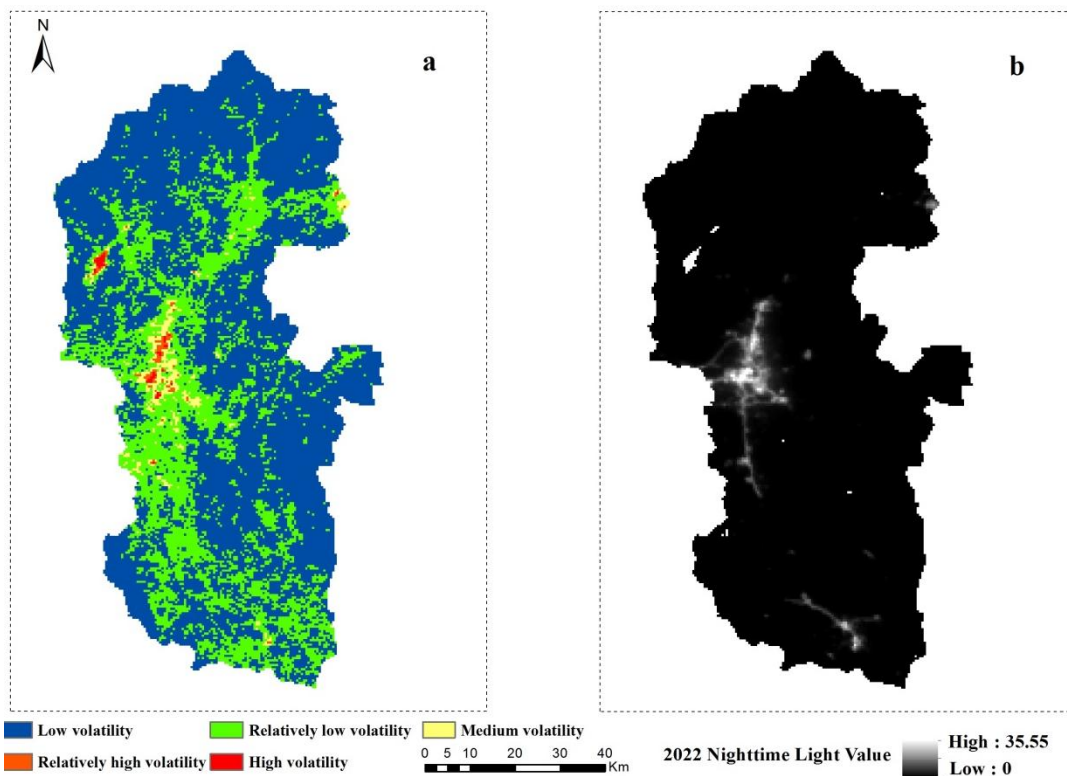 N
a
b
Low volatility
Relatively low volatility
Medium volatility
Relatively high volatility
High volatility
0 5 10 20 30 40
Km
2022 Nighttime Light Value
High : 35.55
Low : 0